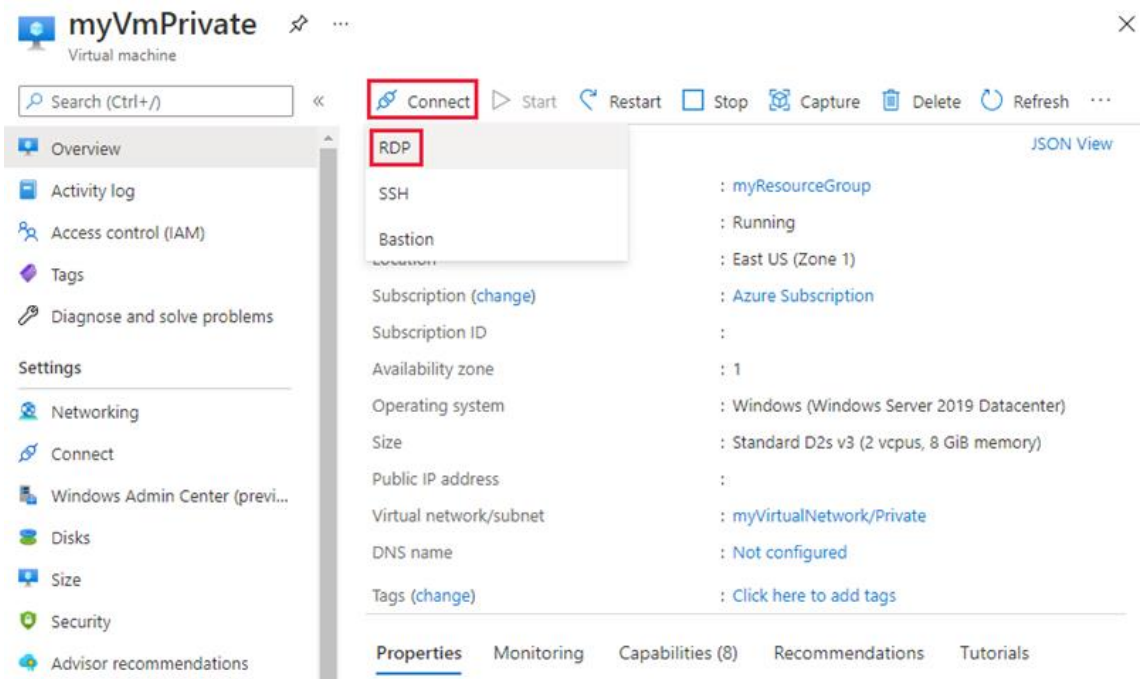 myVmPrivate ...
Virtual machine
Search (Ctrl+/) «
Connect Start Restart Stop Capture Delete Refresh ...
Overview
Activity log
Access control (IAM)
Tags
Diagnose and solve problems
Settings
Networking
Connect
Windows Admin Center (previ...
Disks
Size
Security
Advisor recommendations
RDP
SSH
Bastion
JSON View
: myResourceGroup
: Running
Location : East US (Zone 1)
Subscription (change) : Azure Subscription
Subscription ID :
Availability zone : 1
Operating system : Windows (Windows Server 2019 Datacenter)
Size : Standard D2s v3 (2 vcpus, 8 GiB memory)
Public IP address :
Virtual network/subnet : myVirtualNetwork/Private
DNS name : Not configured
Tags (change) : Click here to add tags
Properties Monitoring Capabilities (8) Recommendations Tutorials